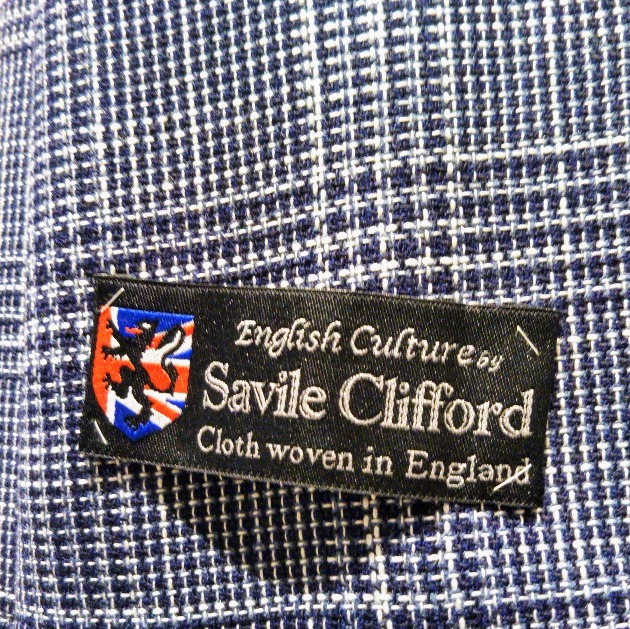 English Culture by
Savile Clifford
Cloth woven in England